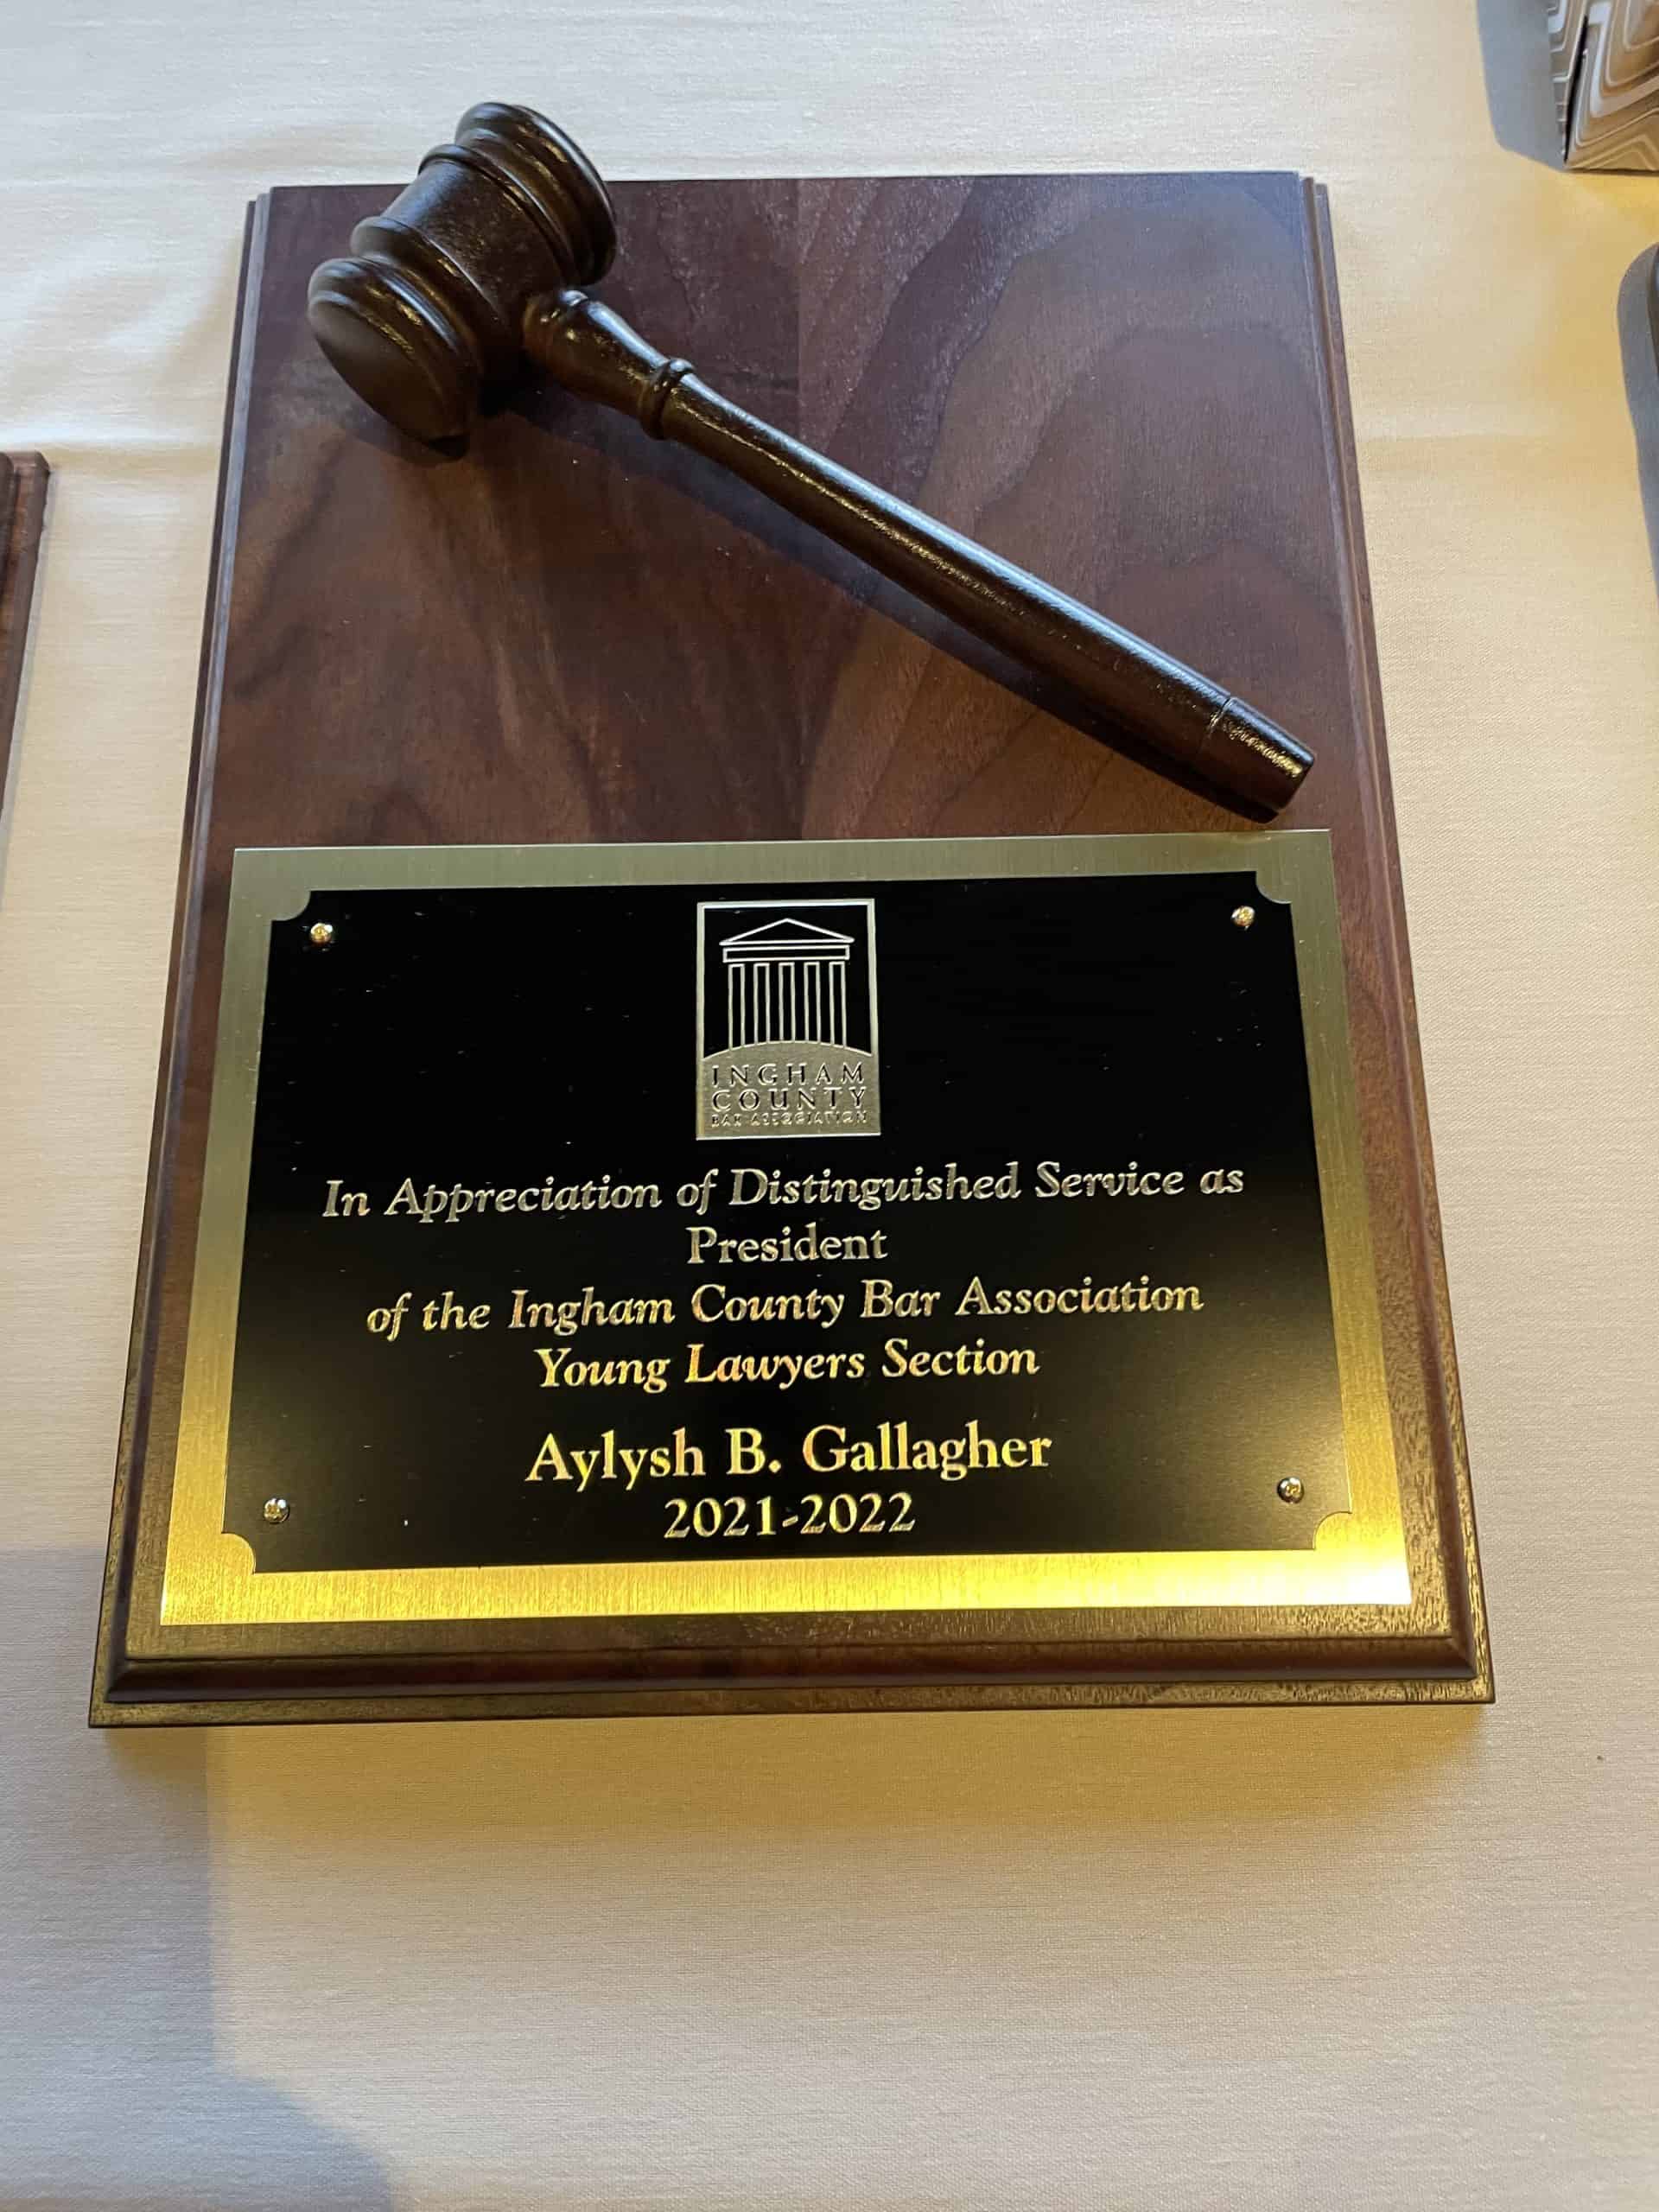 INGHAM
COUNTY
BAR ASSOCIATION
In Appreciation of Distinguished Service as
President
of the Ingham County Bar Association
Young Lawyers Section
Aylysh B. Gallagher
2021-2022